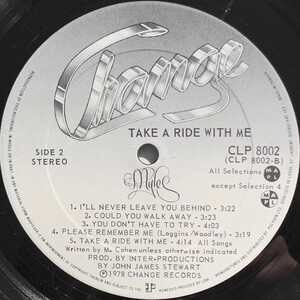 Change
TAKE A RIDE WITH ME
SIDE 2
STEREO
CLP 8002
(CLP 8002-B)
Myles
All Selections
except Selection 4
MAPL
1. I'LL NEVER LEAVE YOU BEHIND - 3:22
2. COULD YOU WALK AWAY - 3:23
3. YOU DON'T HAVE TO TRY - 4:03
4. PLEASE REMEMBER ME (Leggins/Woodley) - 3:19
5. TAKE A RIDE WITH ME - 4:14 All Songs
Written by M. Cohen unless otherwise indicated
PROD. BY INTER-PRODUCTIONS
BY JOHN JAMES STEWART
℗ 1978 CHANGE RECORDS